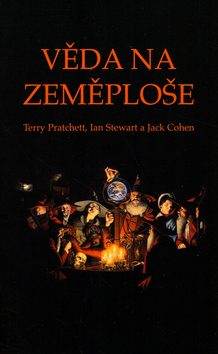 VĚDA NA
ZEMĚPLOŠE
Terry Pratchett, Ian Stewart a Jack Cohen